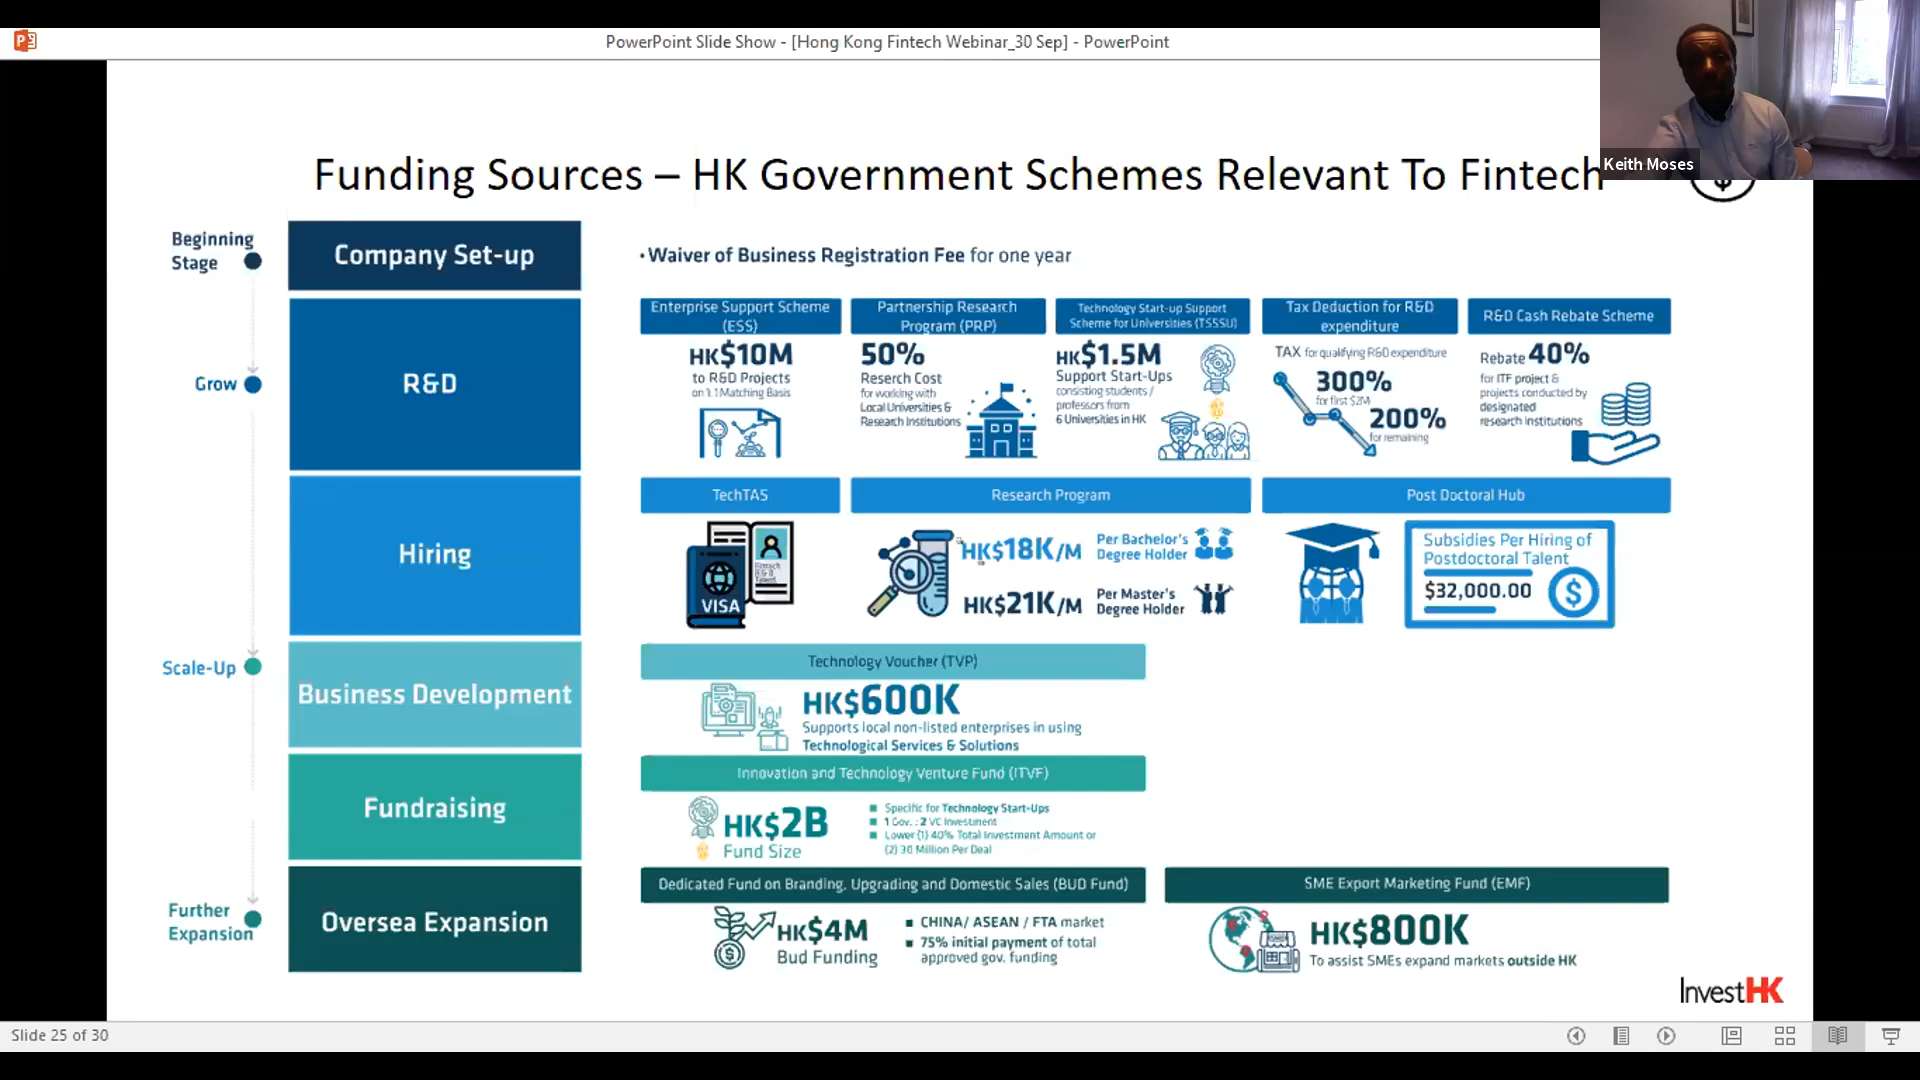 PowerPoint Slide Show - [Hong Kong Fintech Webinar_30 Sep] - PowerPoint
Keith Moses
Funding Sources – HK Government Schemes Relevant To Fintech
Beginning
Stage
Company Set-up
• Waiver of Business Registration Fee for one year
Grow
R&D
Enterprise Support Scheme
(ESS)
HK$10M
to R&D Projects
on 1:1 Matching Basis
Partnership Research
Program (PRP)
50%
Reserch Cost
for working with
Local Universities &
Research Institutions
Technology Start-up Support
Scheme for Universities (TSSSU)
HK$1.5M
Support Start-Ups
consisting students /
professors from
6 Universities in HK
Tax Deduction for R&D
expenditure
TAX for qualifying R&D expenditure
300%
for first $2M
200%
for remaining
R&D Cash Rebate Scheme
Rebate 40%
for ITF project &
projects conducted by
designated
research institutions
Hiring
TechTAS
Fintech
R & D
Talent
VISA
Research Program
HK$18K/M
Per Bachelor's
Degree Holder
HK$21K/M
Per Master's
Degree Holder
Post Doctoral Hub
Subsidies Per Hiring of
Postdoctoral Talent
$32,000.00
$
Scale-Up
Business Development
Technology Voucher (TVP)
HK$600K
Supports local non-listed enterprises in using
Technological Services & Solutions
Fundraising
Innovation and Technology Venture Fund (ITVF)
HK$2B
Fund Size
Specific for Technology Start-Ups
1 Gov. : 2 VC Investment
Lower (1) 40% Total Investment Amount or
(2) 30 Million Per Deal
Further
Expansion
Oversea Expansion
Dedicated Fund on Branding, Upgrading and Domestic Sales (BUD Fund)
HK$4M
Bud Funding
CHINA/ ASEAN / FTA market
75% initial payment of total
approved gov. funding
SME Export Marketing Fund (EMF)
HK$800K
To assist SMEs expand markets outside HK
InvestHK
Slide 25 of 30